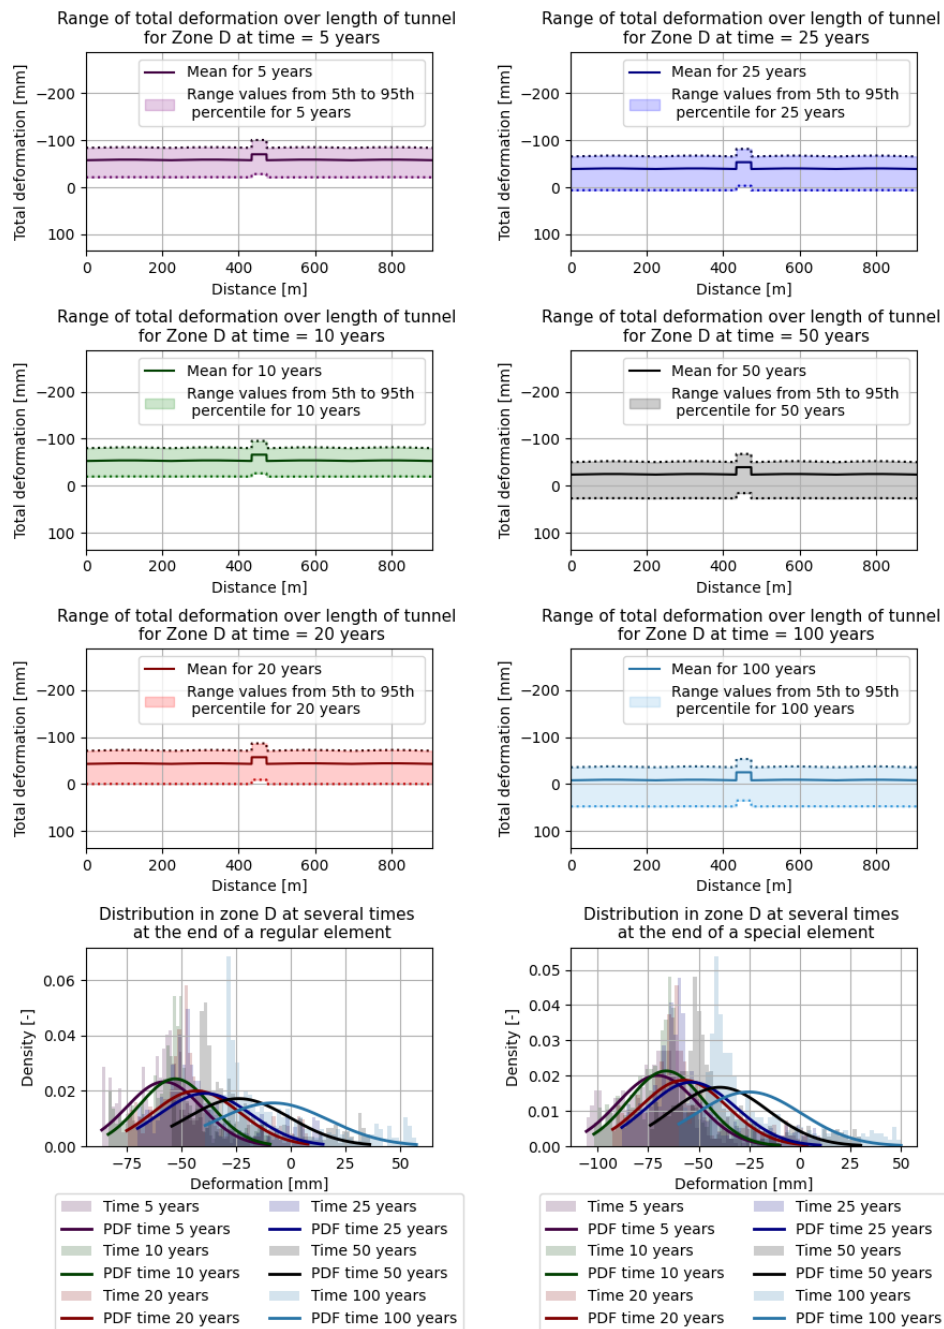 Range of total deformation over length of tunnel
for Zone D at time = 5 years
Total deformation [mm]
−200
−100
0
100
Mean for 5 years
Range values from 5th to 95th
percentile for 5 years
0 200 400 600 800
Distance [m]
Range of total deformation over length of tunnel
for Zone D at time = 25 years
Total deformation [mm]
−200
−100
0
100
Mean for 25 years
Range values from 5th to 95th
percentile for 25 years
0 200 400 600 800
Distance [m]
Range of total deformation over length of tunnel
for Zone D at time = 10 years
Total deformation [mm]
−200
−100
0
100
Mean for 10 years
Range values from 5th to 95th
percentile for 10 years
0 200 400 600 800
Distance [m]
Range of total deformation over length of tunnel
for Zone D at time = 50 years
Total deformation [mm]
−200
−100
0
100
Mean for 50 years
Range values from 5th to 95th
percentile for 50 years
0 200 400 600 800
Distance [m]
Range of total deformation over length of tunnel
for Zone D at time = 20 years
Total deformation [mm]
−200
−100
0
100
Mean for 20 years
Range values from 5th to 95th
percentile for 20 years
0 200 400 600 800
Distance [m]
Range of total deformation over length of tunnel
for Zone D at time = 100 years
Total deformation [mm]
−200
−100
0
100
Mean for 100 years
Range values from 5th to 95th
percentile for 100 years
0 200 400 600 800
Distance [m]
Distribution in zone D at several times
at the end of a regular element
Density [-]
0.06
0.04
0.02
0.00
−75 −50 −25 0 25 50
Deformation [mm]
Time 5 years
PDF time 5 years
Time 10 years
PDF time 10 years
Time 20 years
PDF time 20 years
Time 25 years
PDF time 25 years
Time 50 years
PDF time 50 years
Time 100 years
PDF time 100 years
Distribution in zone D at several times
at the end of a special element
Density [-]
0.05
0.04
0.03
0.02
0.01
0.00
−100 −75 −50 −25 0 25 50
Deformation [mm]
Time 5 years
PDF time 5 years
Time 10 years
PDF time 10 years
Time 20 years
PDF time 20 years
Time 25 years
PDF time 25 years
Time 50 years
PDF time 50 years
Time 100 years
PDF time 100 years